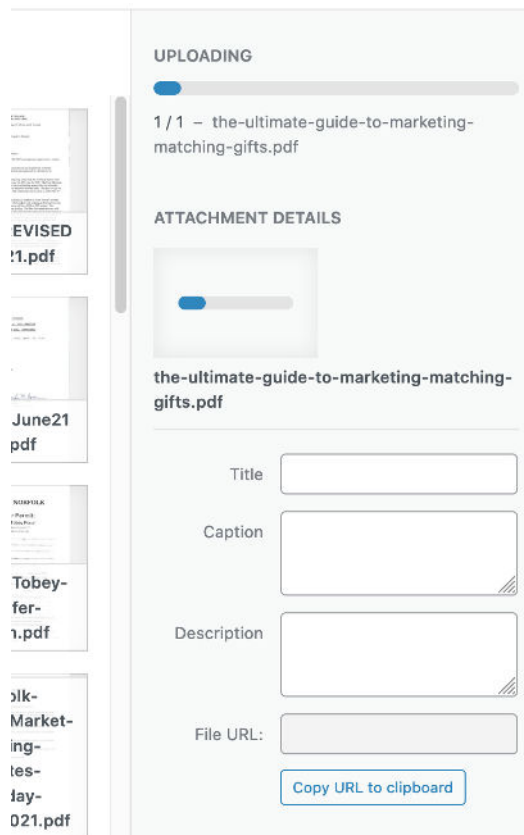 UPLOADING
1 / 1 – the-ultimate-guide-to-marketing-
matching-gifts.pdf
ATTACHMENT DETAILS
the-ultimate-guide-to-marketing-matching-
gifts.pdf
Title
Caption
Description
File URL:
Copy URL to clipboard
EVISED
21.pdf
June21
pdf
NORFOLK
Tobey-
fer-
n.pdf
olk-
Market-
ing-
tes-
day-
021.pdf